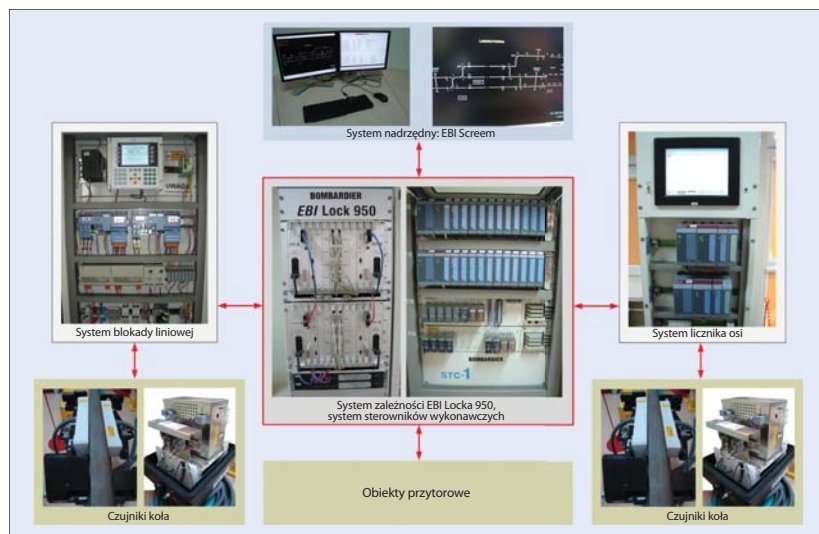 System nadrzędny: EBI Screem
UWAGA
System blokady liniowej
BOMBARDIER
EBI Lock 950
BOMBARDIER
STC-1
System zależności EBI Locka 950,
system sterowników wykonawczych
System licznika osi
Czujniki koła
Obiekty przytorowe
Czujniki koła